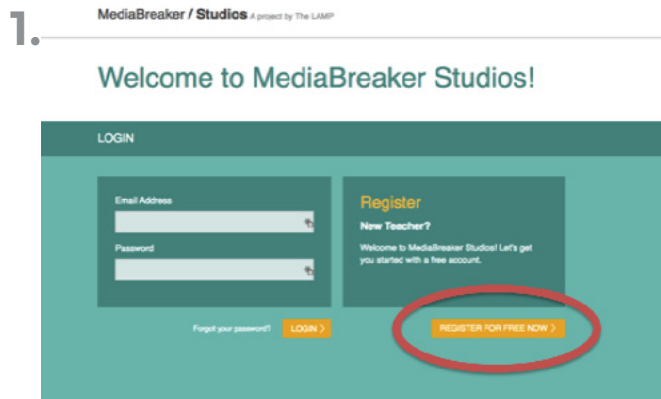 1.
MediaBreaker / Studios A project by The LAMP
Welcome to MediaBreaker Studios!
LOGIN
Email Address
Password
Forgot your password?
LOGIN >
Register
New Teacher?
Welcome to MediaBreaker Studios! Let's get
you started with a free account.
REGISTER FOR FREE NOW >